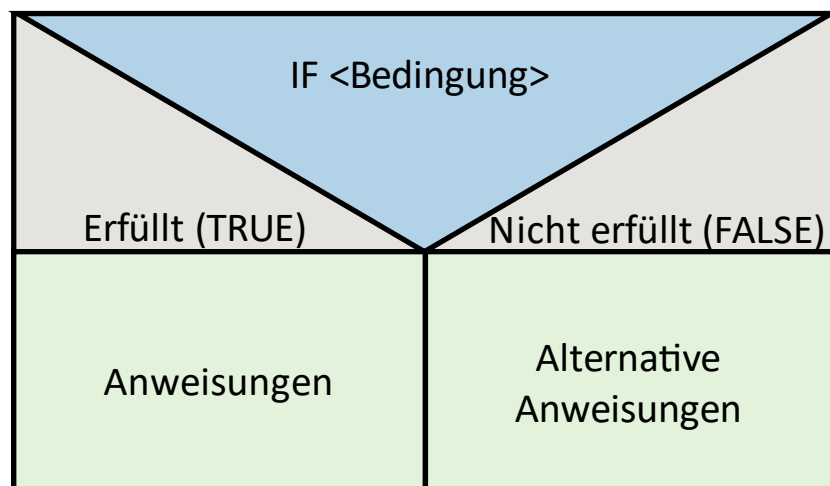 IF <Bedingung>
Erfüllt (TRUE)
Nicht erfüllt (FALSE)
Anweisungen
Alternative
Anweisungen